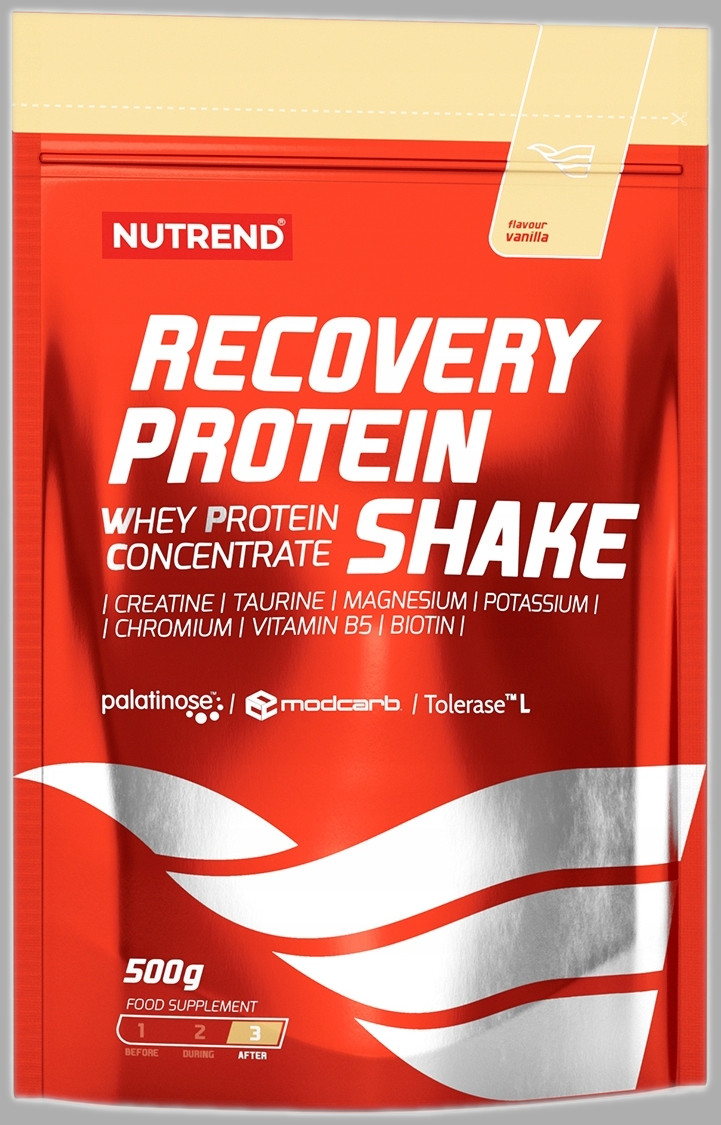 flavour
vanilla
NUTREND®
RECOVERY
PROTEIN
WHEY PROTEIN
CONCENTRATE
SHAKE
| CREATINE | TAURINE | MAGNESIUM | POTASSIUM |
| CHROMIUM | VITAMIN B5 | BIOTIN |
palatinose™ / modcarb / Tolerase™ L
500g
FOOD SUPPLEMENT
1 2 3
BEFORE DURING AFTER